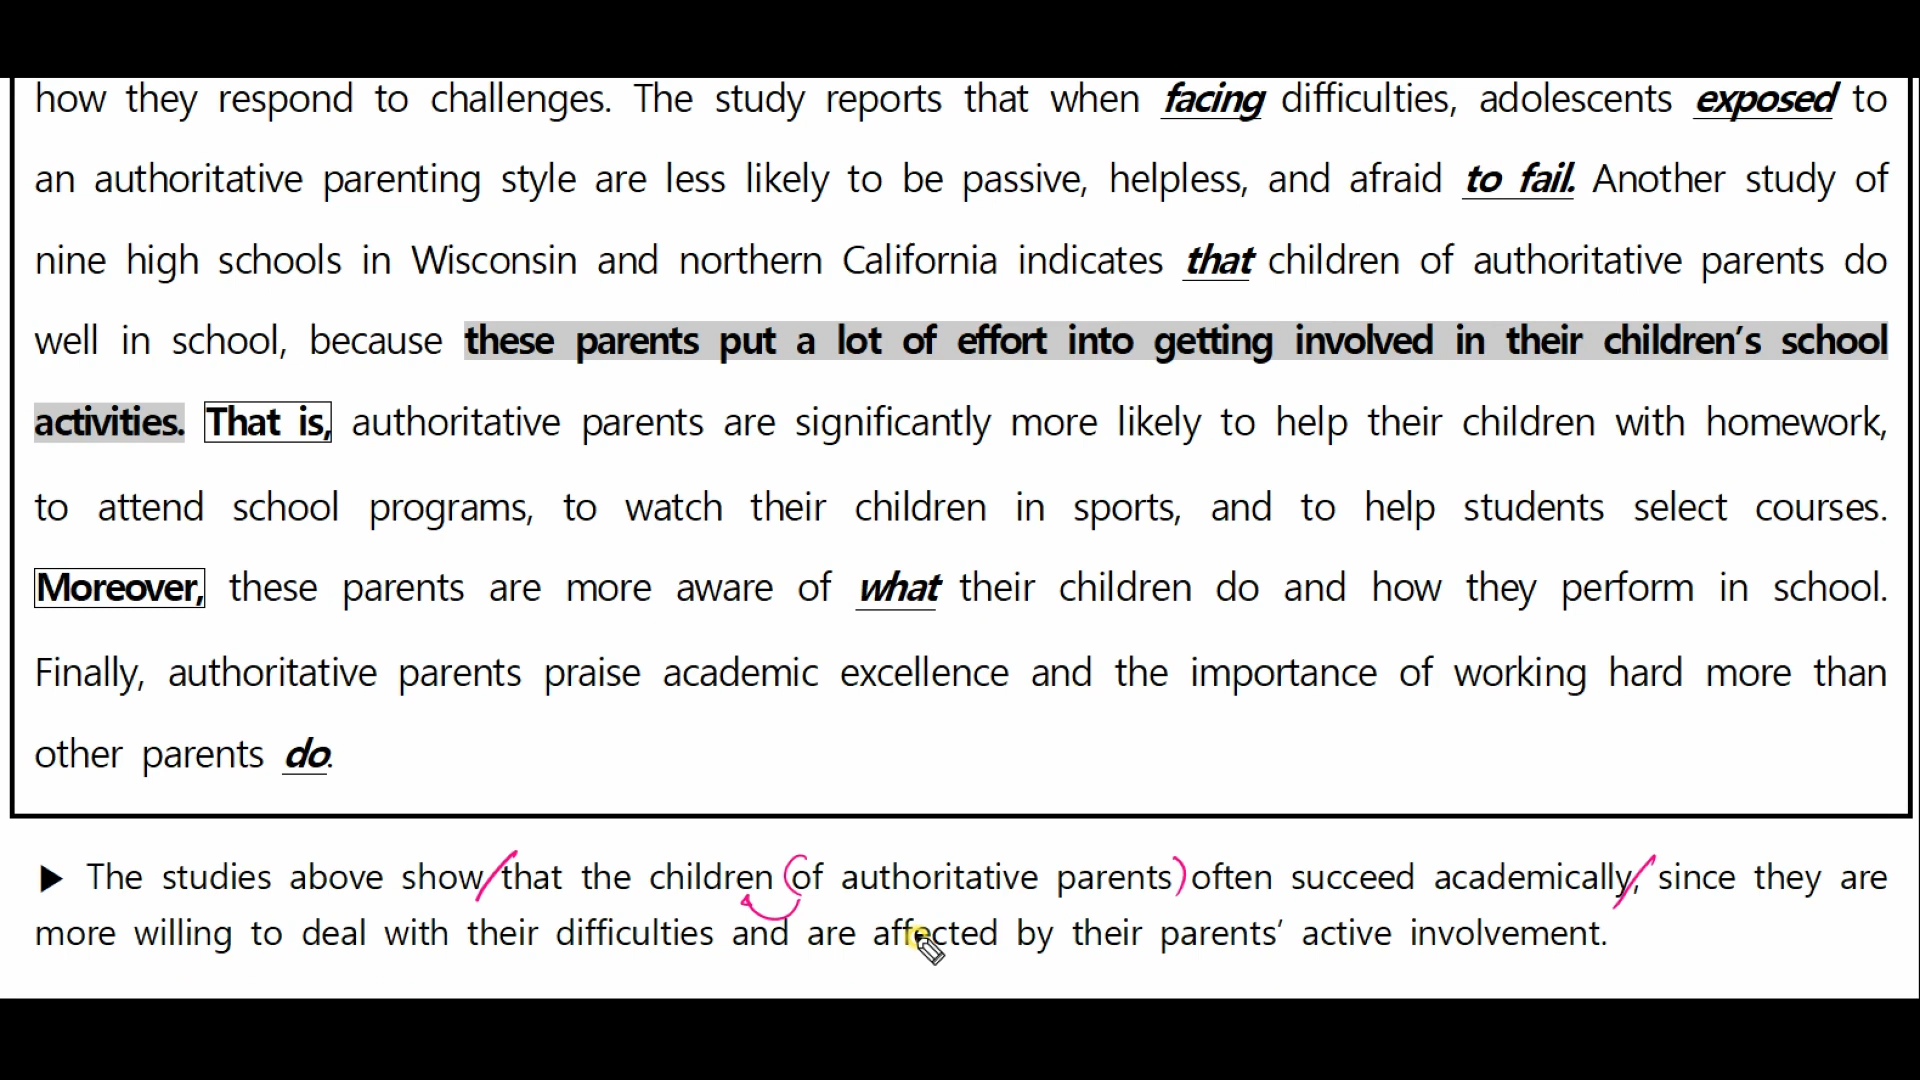 how they respond to challenges. The study reports that when facing difficulties, adolescents exposed to
an authoritative parenting style are less likely to be passive, helpless, and afraid to fail. Another study of
nine high schools in Wisconsin and northern California indicates that children of authoritative parents do
well in school, because these parents put a lot of effort into getting involved in their children’s school
activities. That is, authoritative parents are significantly more likely to help their children with homework,
to attend school programs, to watch their children in sports, and to help students select courses.
Moreover, these parents are more aware of what their children do and how they perform in school.
Finally, authoritative parents praise academic excellence and the importance of working hard more than
other parents do.
▶ The studies above show that the children of authoritative parents often succeed academically, since they are
more willing to deal with their difficulties and are affected by their parents’ active involvement.